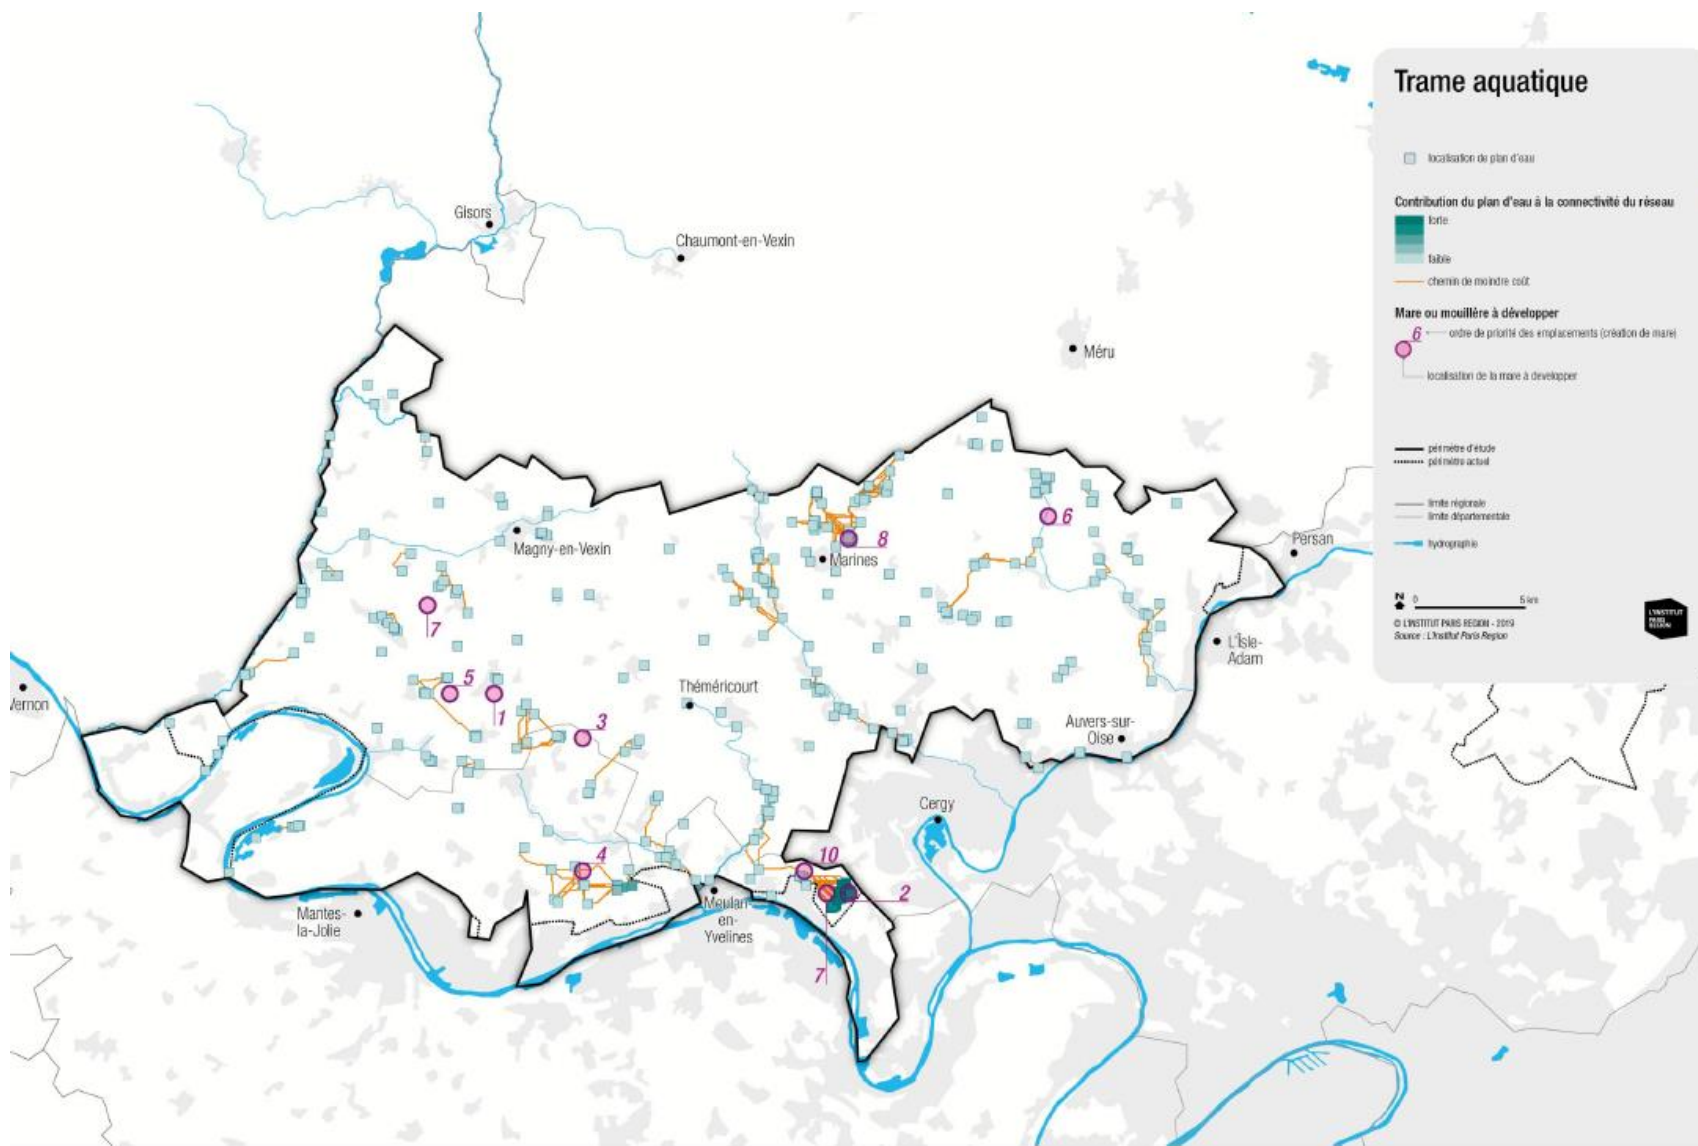 Trame aquatique
localisation de plan d'eau
Contribution du plan d'eau à la connectivité du réseau
forte
faible
chemin de moindre coût
Mare ou mouillère à développer
6
ordre de priorité des emplacements (création de mare)
localisation de la mare à developper
périmètre d'étude
périmètre actuel
limite régionale
limite départementale
hydrographie
N
0 5 km
© L'INSTITUT PARIS REGION - 2019
Source : L'Institut Paris Region
L'INSTITUT
PARIS
REGION
Gisors
Chaumont-en-Vexin
Méru
Magny-en-Vexin
8
Marines
6
Persan
7
L'Isle-
Adam
5
1
Vernon
Théméricourt
3
Auvers-sur-
Oise
Cergy
4
10
2
Mantes-
la-Jolie
Meulan-
en-
Yvelines
7